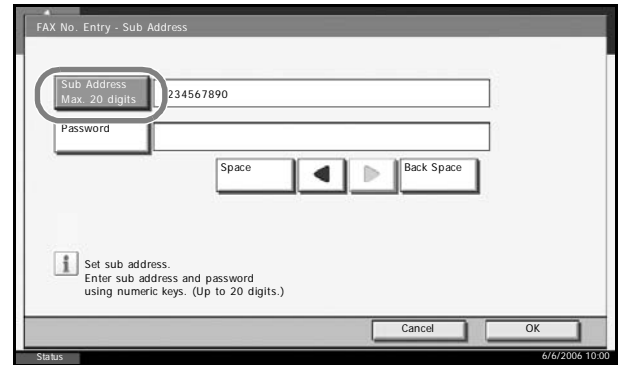 FAX No. Entry - Sub Address
Sub Address
Max. 20 digits
234567890
Password
Space
Back Space
Set sub address.
Enter sub address and password
using numeric keys. (Up to 20 digits.)
Cancel
OK
Status
6/6/2006 10:00